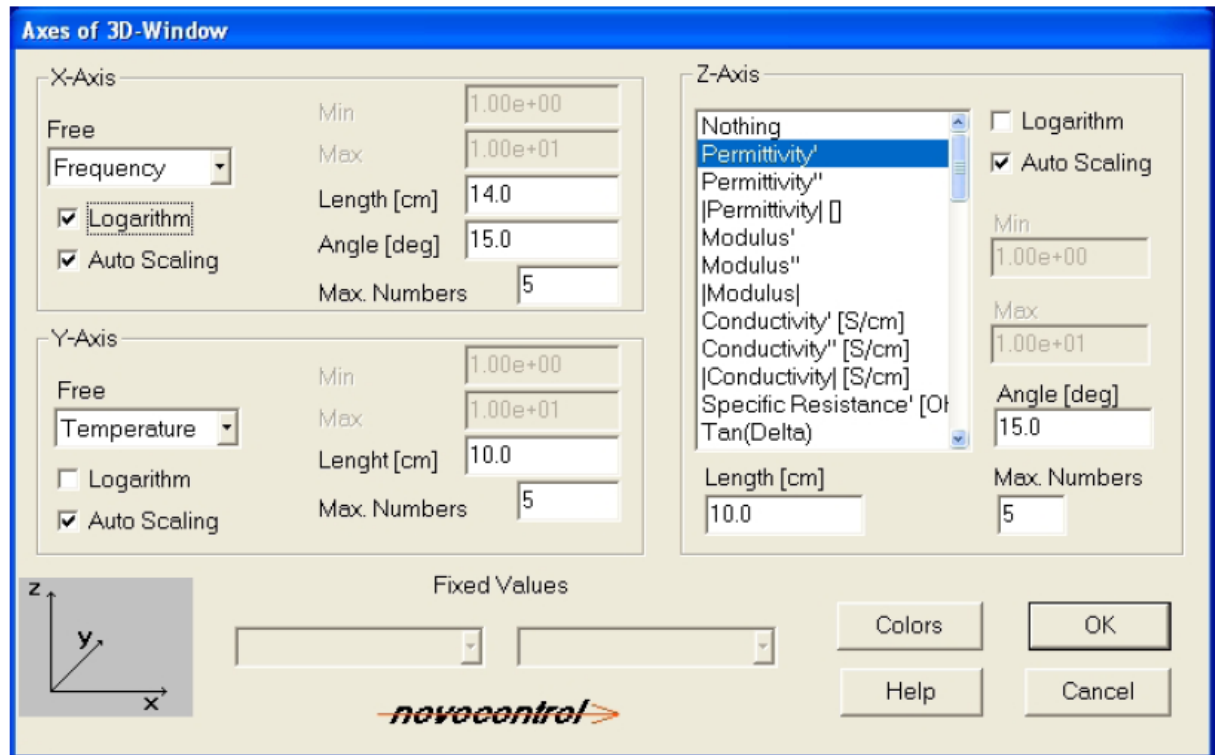 Axes of 3D-Window
X-Axis
Free
Frequency
Logarithm
Auto Scaling
Min 1.00e+00
Max 1.00e+01
Length [cm] 14.0
Angle [deg] 15.0
Max. Numbers 5
Y-Axis
Free
Temperature
Logarithm
Auto Scaling
Min 1.00e+00
Max 1.00e+01
Lenght [cm] 10.0
Max. Numbers 5
Z-Axis
Nothing
Permittivity'
Permittivity''
|Permittivity| []
Modulus'
Modulus''
|Modulus|
Conductivity' [S/cm]
Conductivity'' [S/cm]
|Conductivity| [S/cm]
Specific Resistance' [Oh
Tan(Delta)
Logarithm
Auto Scaling
Min
1.00e+00
Max
1.00e+01
Angle [deg]
15.0
Length [cm]
10.0
Max. Numbers
5
z
y
x
Fixed Values
novocontrol
Colors
OK
Help
Cancel